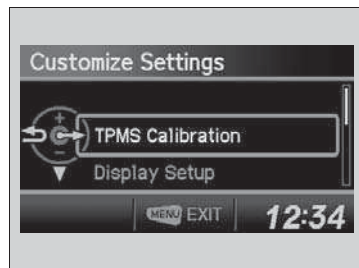 Customize Settings
TPMS Calibration
Display Setup
MENU EXIT
12:34